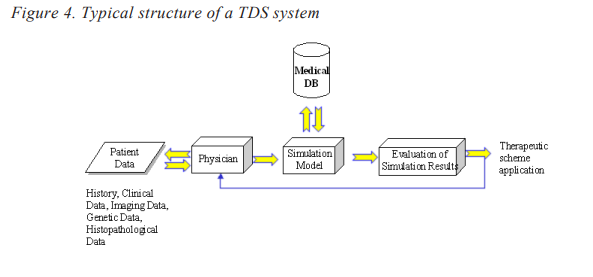 Figure 4. Typical structure of a TDS system
Medical
DB
Patient
Data
Physician
Simulation
Model
Evaluation of
Simulation Results
Therapeutic
scheme
application
History, Clinical
Data, Imaging Data,
Genetic Data,
Histopathological
Data